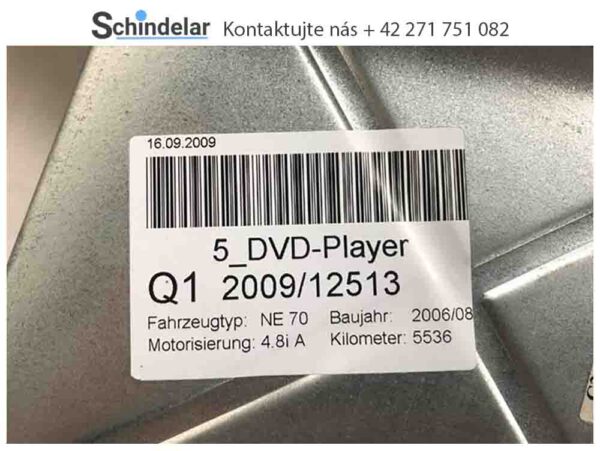 Schindelar Kontaktujte nás + 42 271 751 082
16.09.2009
5_DVD-Player
Q1 2009/12513
Fahrzeugtyp: NE 70 Baujahr: 2006/08
Motorisierung: 4.8i A Kilometer: 5536